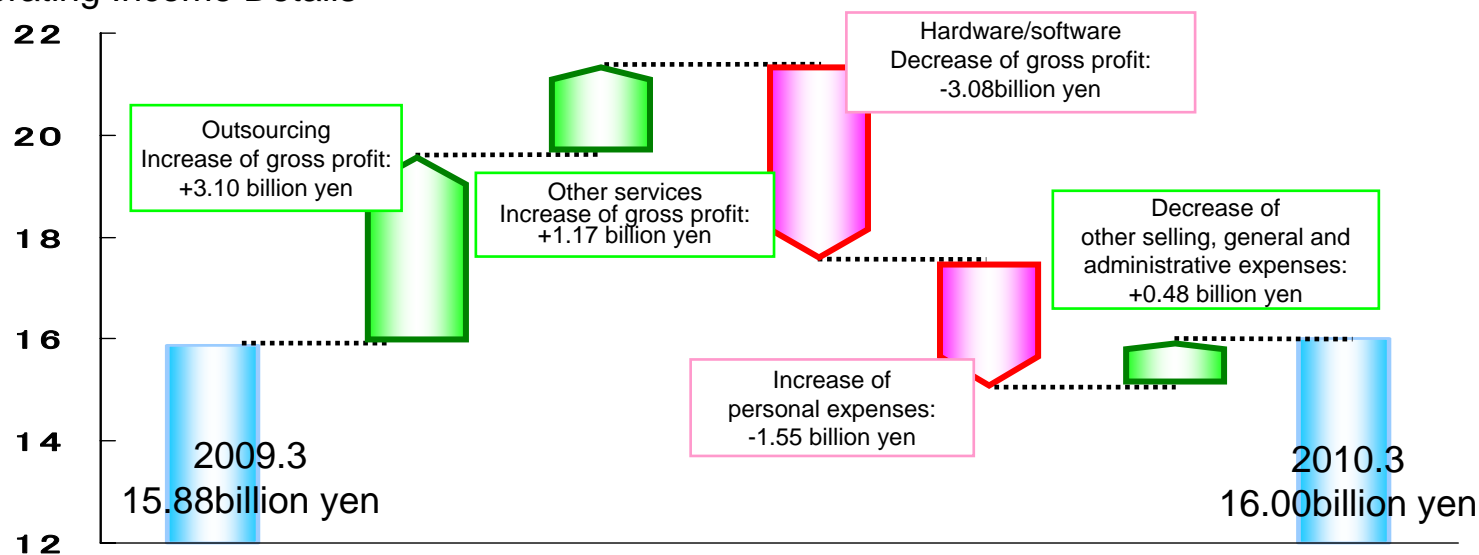 Income Details
22
20
18
16
14
12
Outsourcing
Increase of gross profit:
+3.10 billion yen
Other services
Increase of gross profit:
+1.17 billion yen
Hardware/software
Decrease of gross profit:
-3.08billion yen
Increase of
personal expenses:
-1.55 billion yen
Decrease of
other selling, general and
administrative expenses:
+0.48 billion yen
2009.3
15.88billion yen
2010.3
16.00billion yen